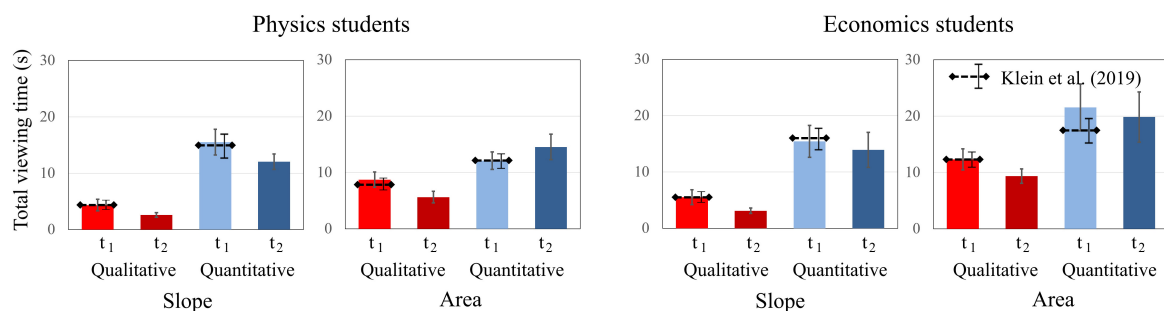 Physics students
Economics students
Total viewing time (s)
30
20
10
0
t1 t2 t1 t2
Qualitative Quantitative
Slope
30
20
10
0
t1 t2 t1 t2
Qualitative Quantitative
Area
30
20
10
0
t1 t2 t1 t2
Qualitative Quantitative
Slope
Klein et al. (2019)
30
20
10
0
t1 t2 t1 t2
Qualitative Quantitative
Area